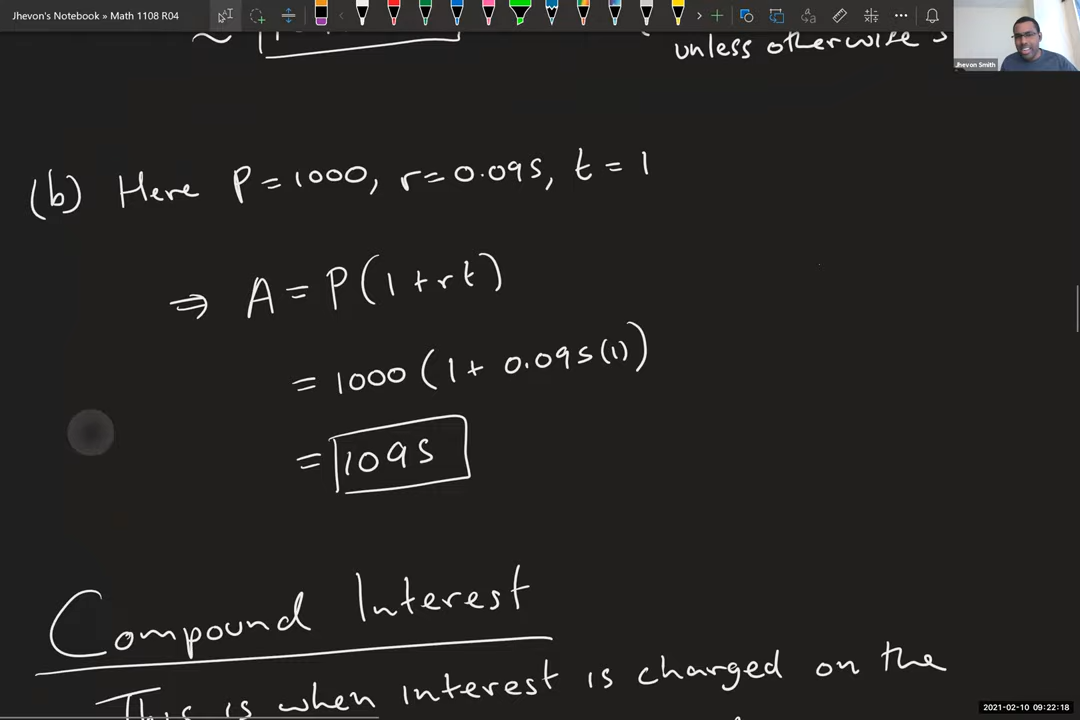 Jhevon's Notebook » Math 1108 R04
unless otherwise
Jhevon Smith
(b) Here P = 1000, r = 0.095, t = 1
⇒ A = P(1 + rt)
= 1000 (1 + 0.095(1))
= 1095
Compound Interest
This is when interest is charged on the
2021-02-10 09:22:18